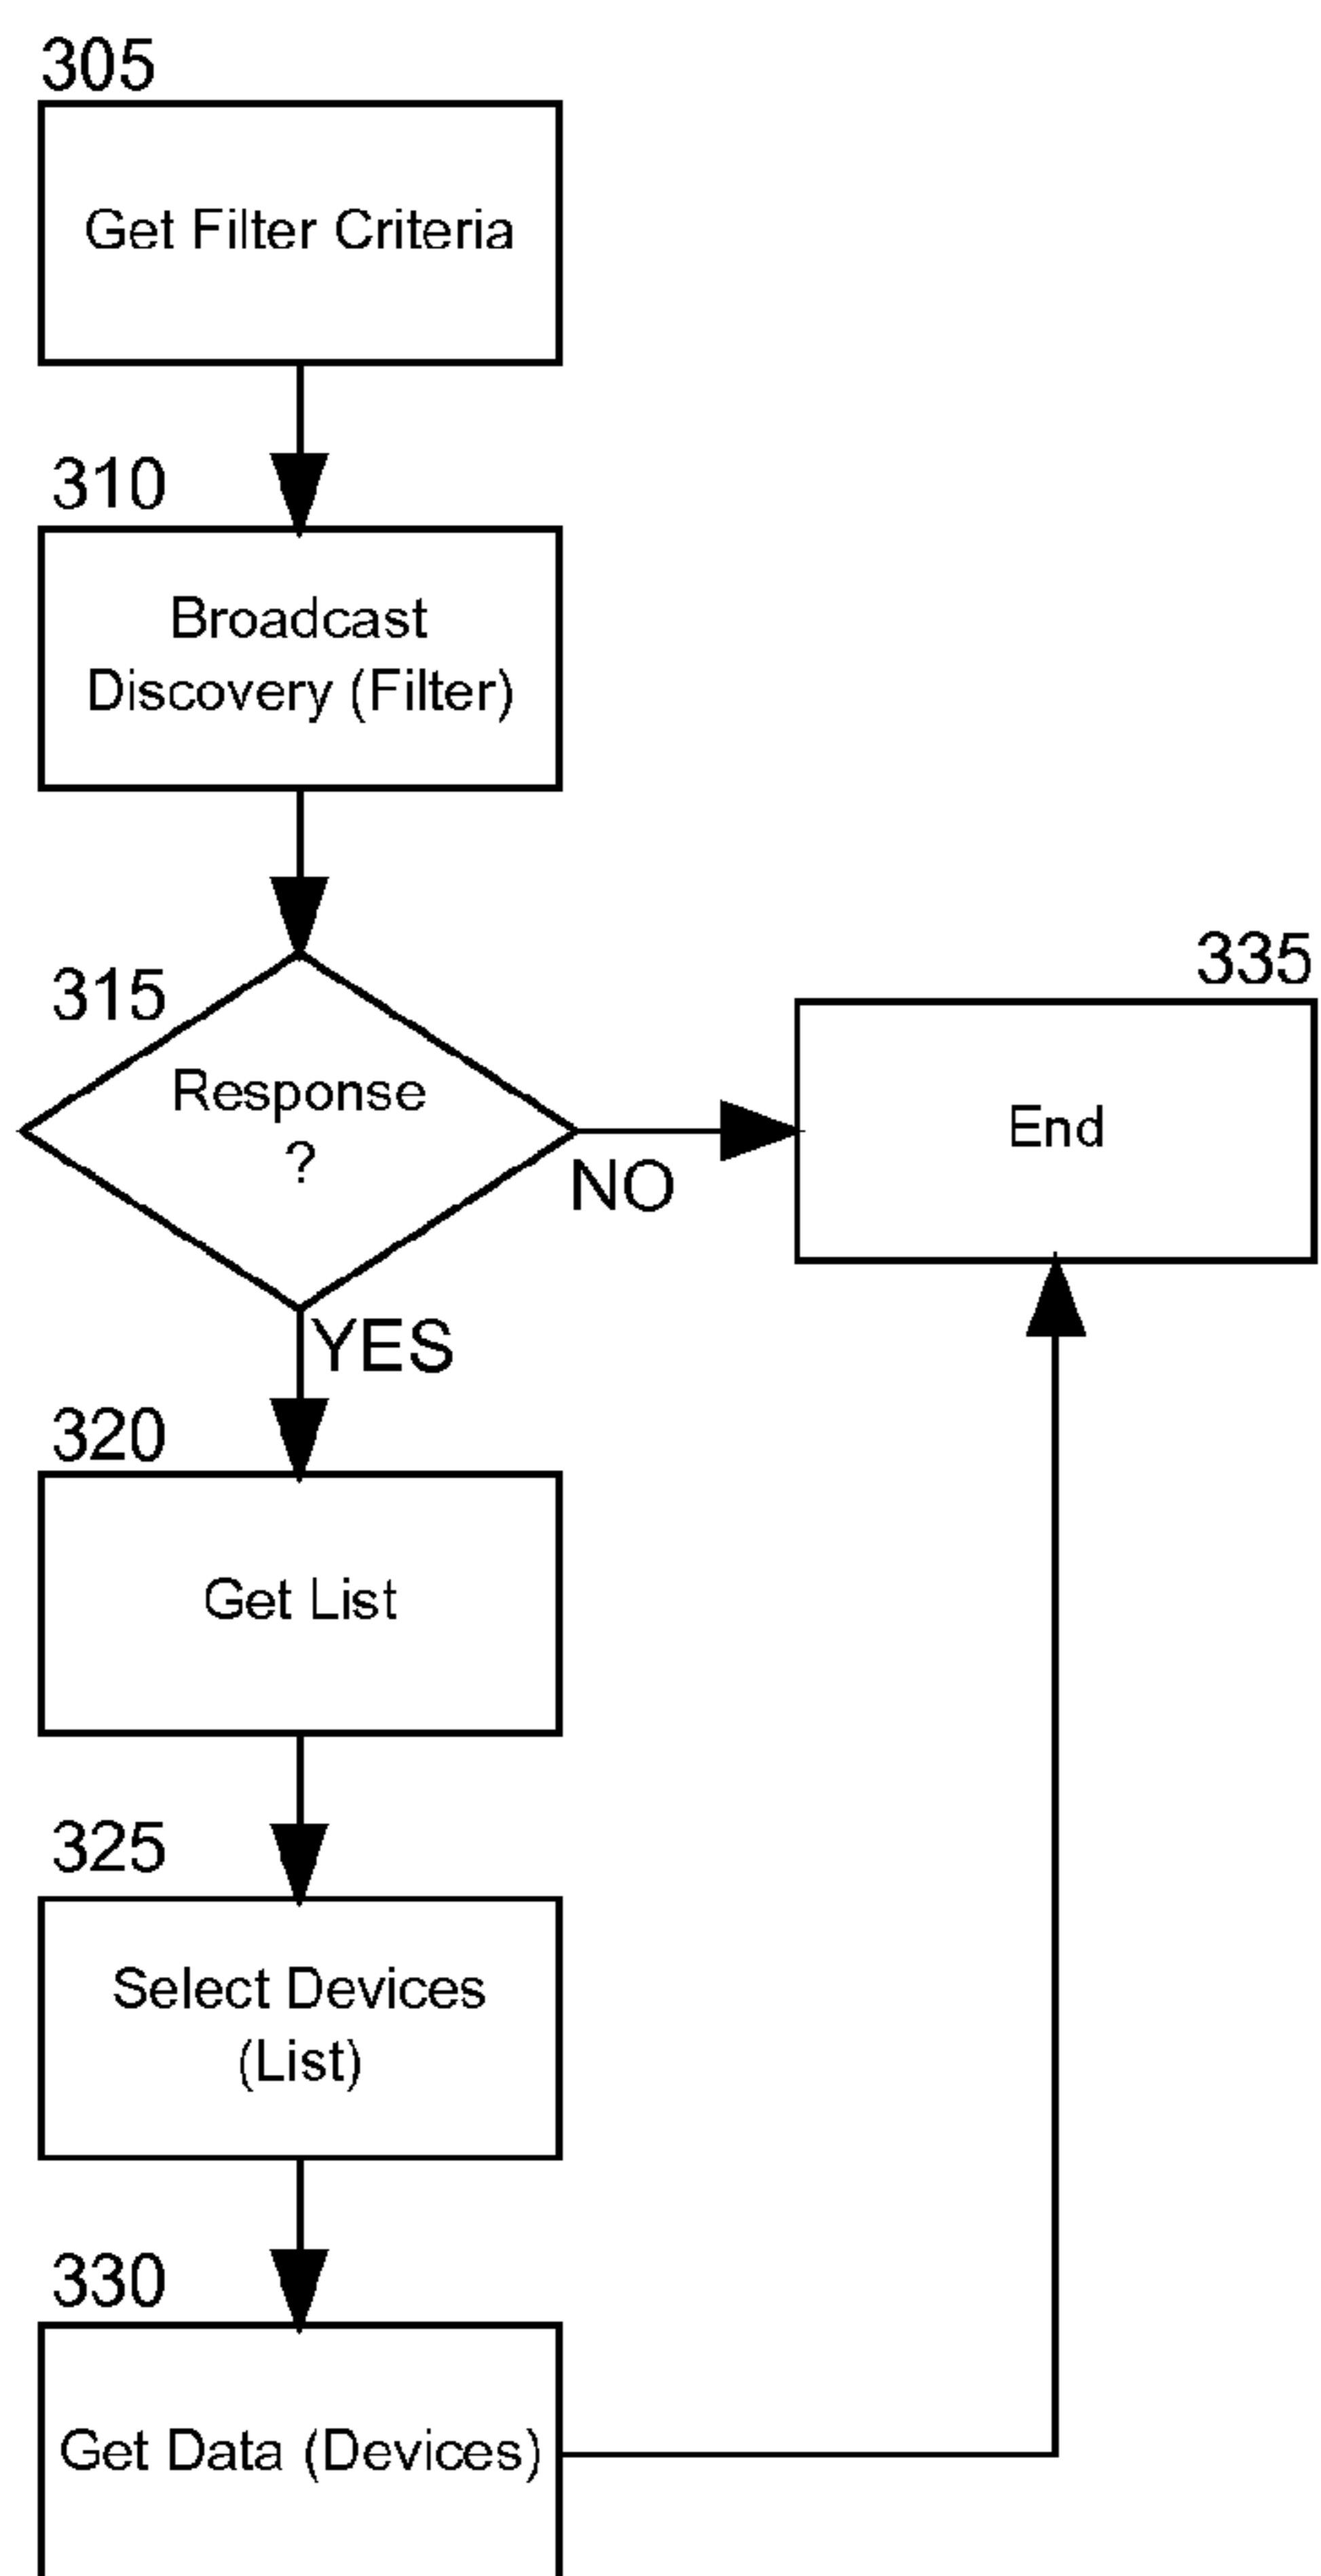 305
Get Filter Criteria
310
Broadcast
Discovery (Filter)
315
Response
?
NO
335
End
YES
320
Get List
325
Select Devices
(List)
330
Get Data (Devices)